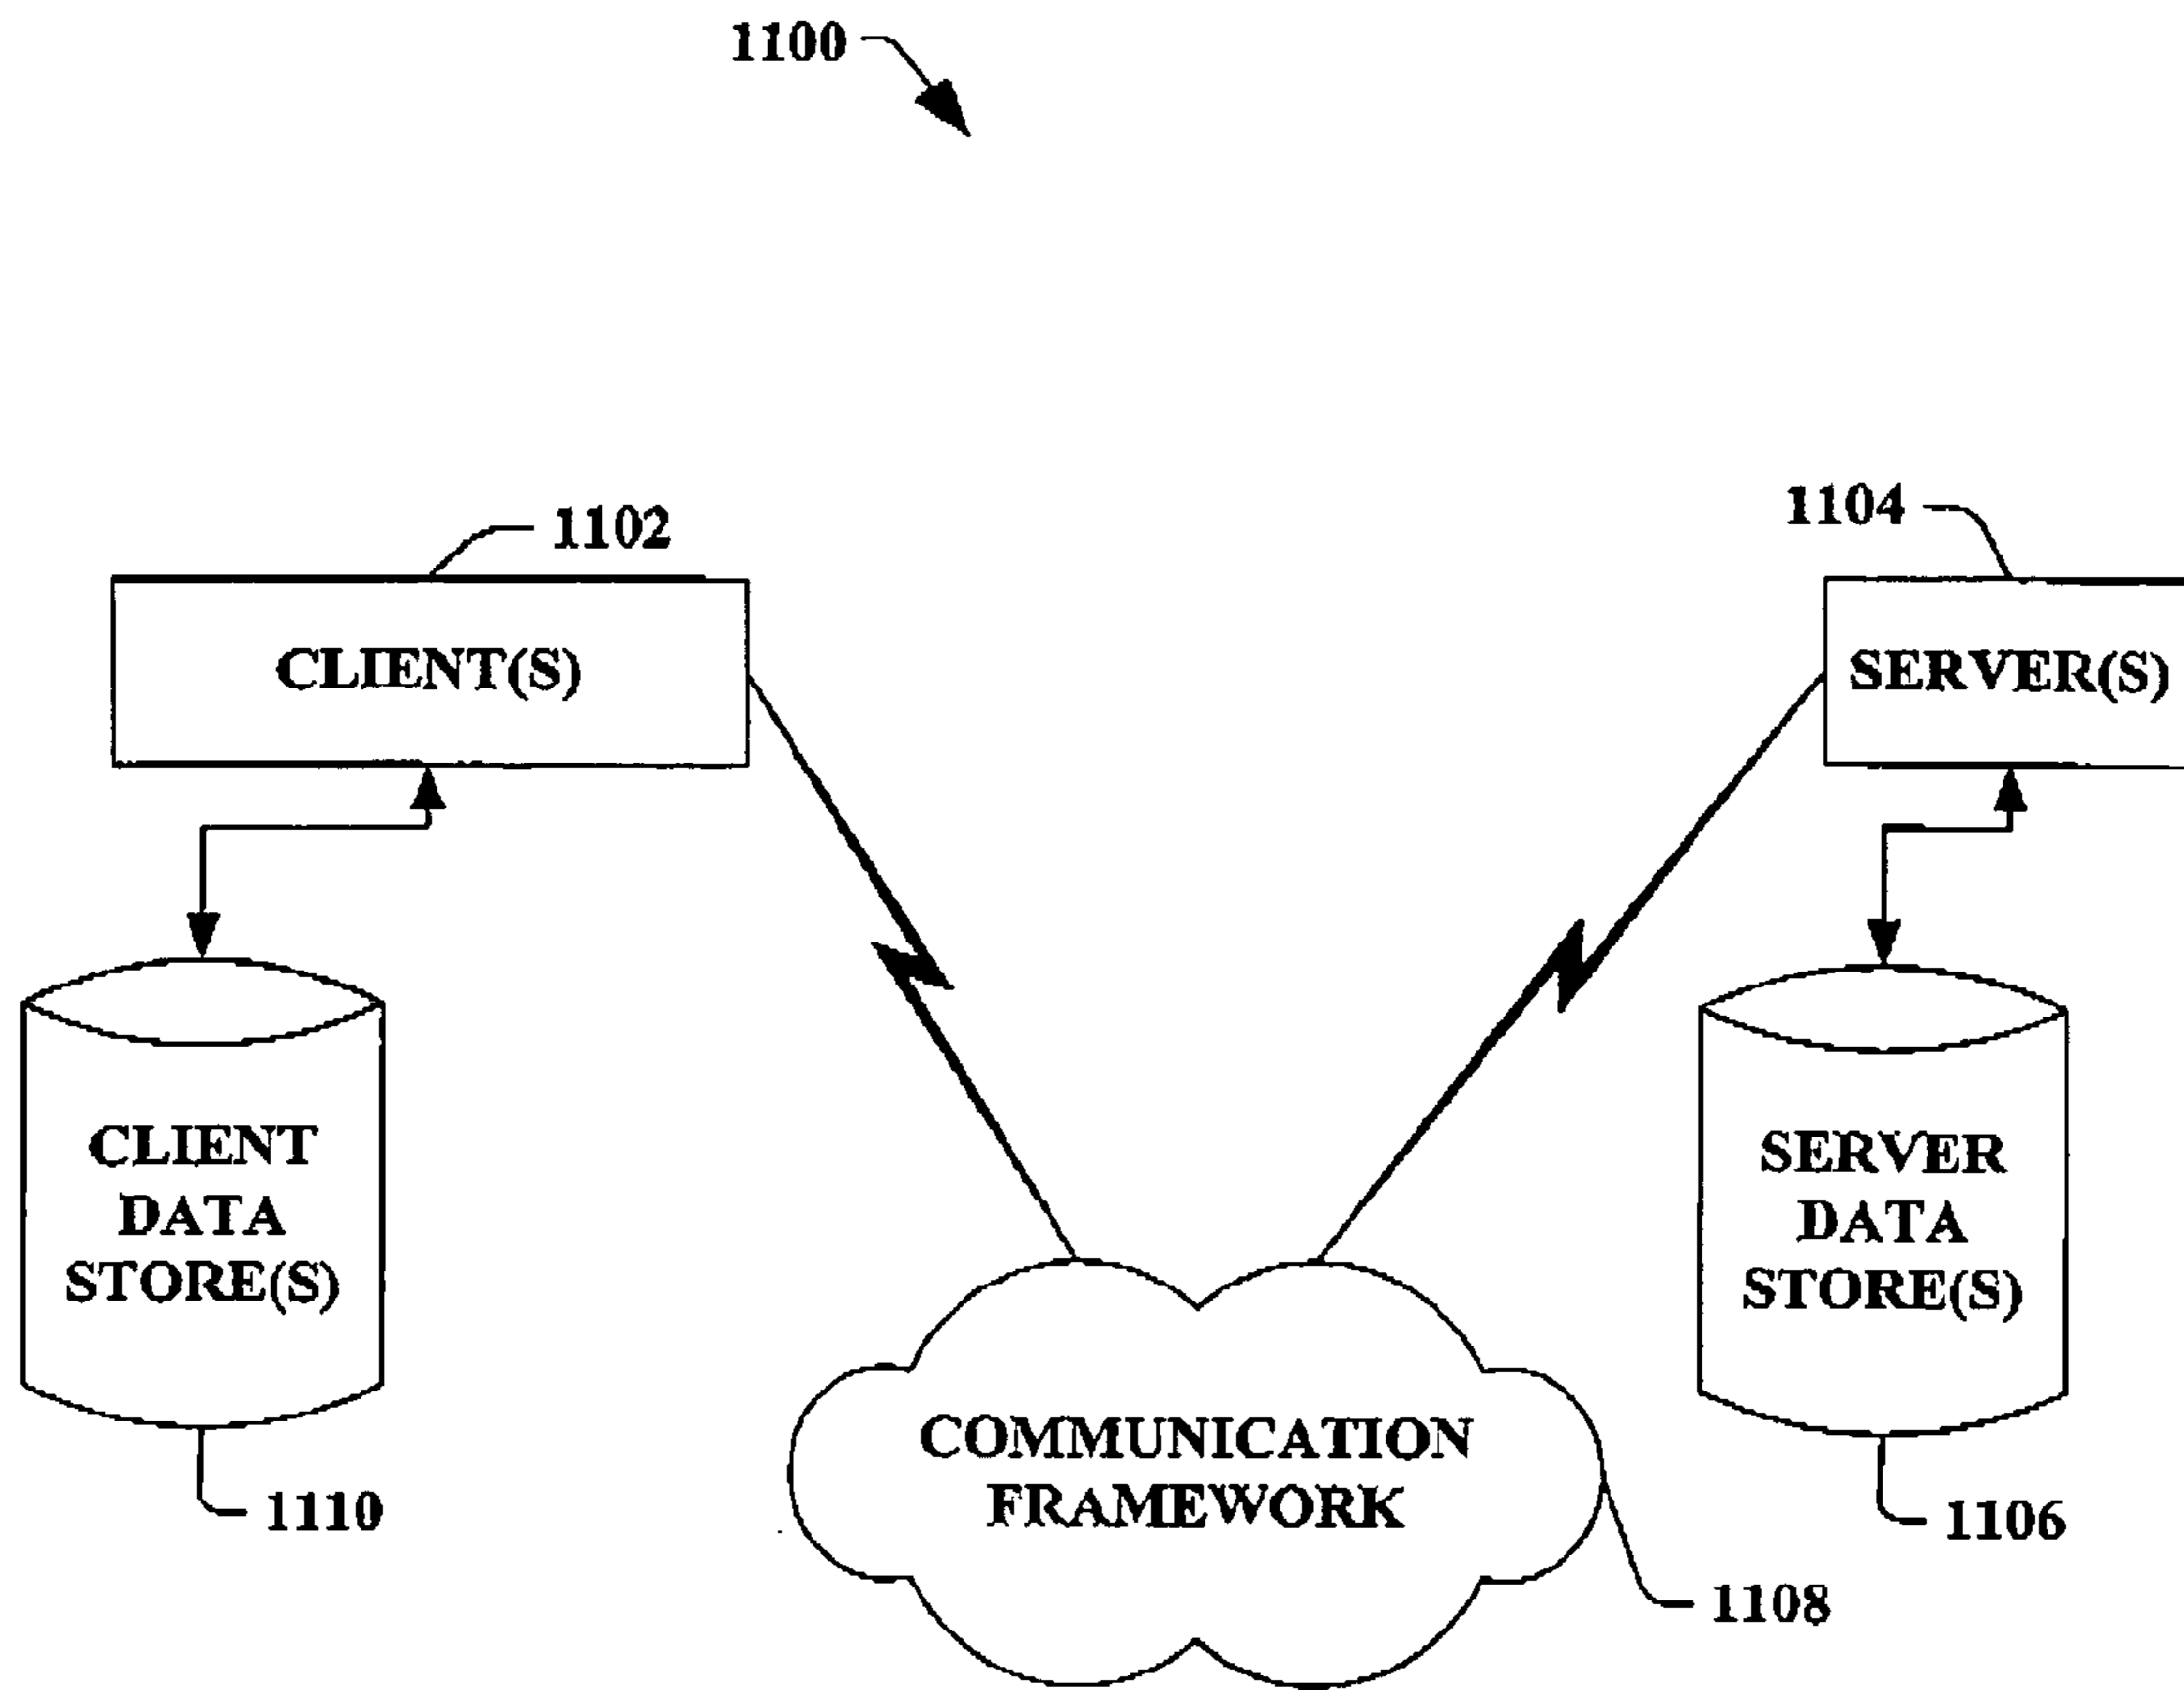 1100
1102
1104
CLIENT(S)
SERVER(S)
CLIENT
DATA
STORE(S)
SERVER
DATA
STORE(S)
COMMUNICATION
FRAMEWORK
1110
1106
1108